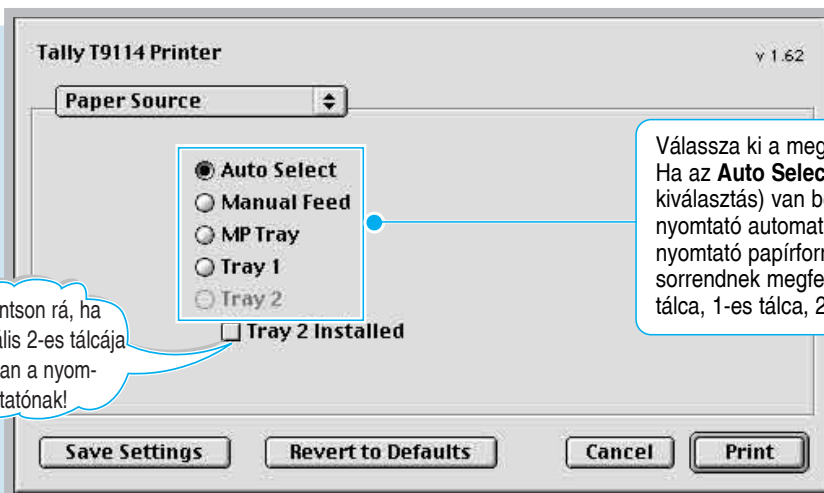 Tally T9114 Printer
v 1.62
Paper Source
Auto Select
Manual Feed
MP Tray
Tray 1
Tray 2
Tray 2 Installed
Válassza ki a meg
Ha az Auto Selec
kiválasztás) van b
nyomtató automat
nyomtató papírfor
sorrendnek megfe
tálca, 1-es tálca, 2
ntson rá, ha
lis 2-es tálcája
an a nyom-
tatónak!
Save Settings
Revert to Defaults
Cancel
Print